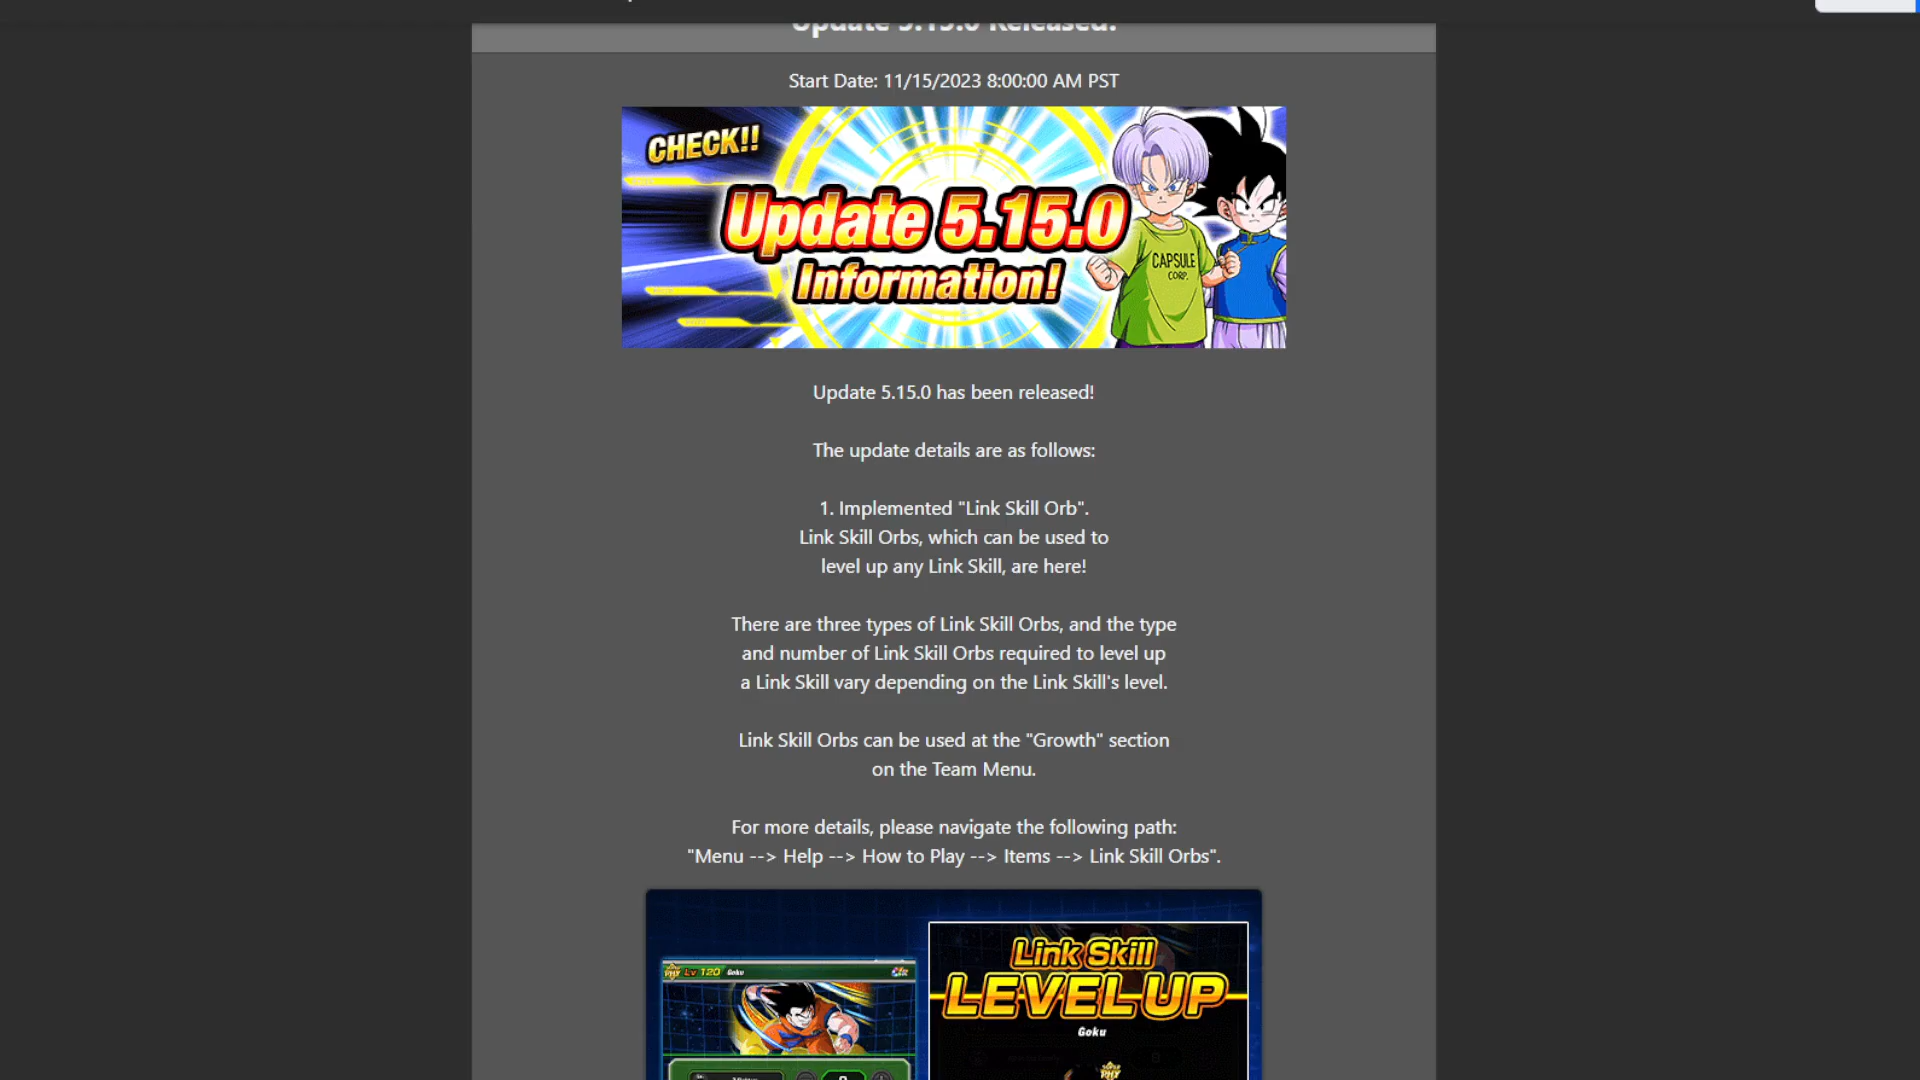 Update 5.15.0 Released!
Start Date: 11/15/2023 8:00:00 AM PST
CHECK!!
Update 5.15.0
Information!
CAPSULE
CORP.
Update 5.15.0 has been released!
The update details are as follows:
1. Implemented "Link Skill Orb".
Link Skill Orbs, which can be used to
level up any Link Skill, are here!
There are three types of Link Skill Orbs, and the type
and number of Link Skill Orbs required to level up
a Link Skill vary depending on the Link Skill's level.
Link Skill Orbs can be used at the "Growth" section
on the Team Menu.
For more details, please navigate the following path:
"Menu --> Help --> How to Play --> Items --> Link Skill Orbs".
Lv 120 Goku
Link Skill
LEVEL UP
Goku